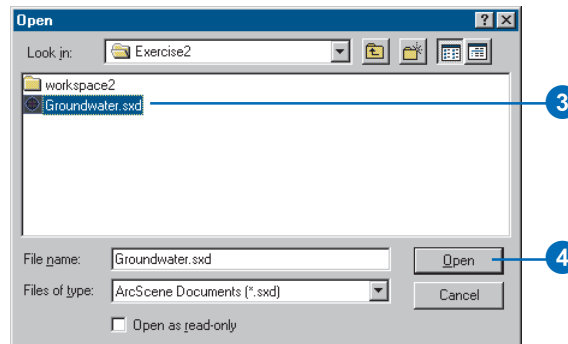 Open
Look in: Exercise2
workspace2
Groundwater.sxd
3
File name: Groundwater.sxd Open
4
Files of type: ArcScene Documents (*.sxd) Cancel
Open as read-only